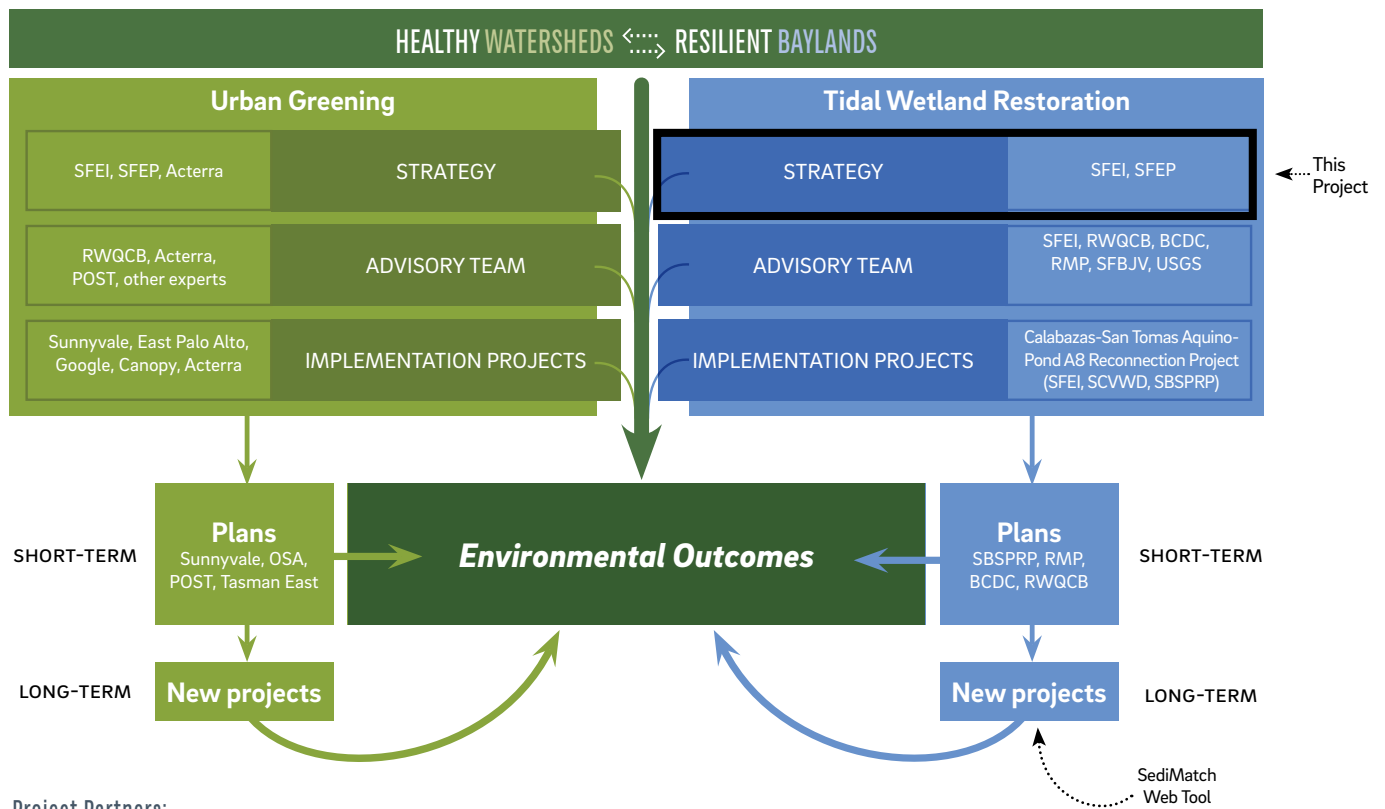 HEALTHY WATERSHEDS RESILIENT BAYLANDS
Urban Greening
SFEI, SFEP, Acterra
STRATEGY
RWQCB, Acterra,
POST, other experts
ADVISORY TEAM
Sunnyvale, East Palo Alto,
Google, Canopy, Acterra
IMPLEMENTATION PROJECTS
Tidal Wetland Restoration
STRATEGY
SFEI, SFEP
This
Project
ADVISORY TEAM
SFEI, RWQCB, BCDC,
RMP, SFBJV, USGS
IMPLEMENTATION PROJECTS
Calabazas-San Tomas Aquino-
Pond A8 Reconnection Project
(SFEI, SCVWD, SBSPRP)
SHORT-TERM
Plans
Sunnyvale, OSA,
POST, Tasman East
Environmental Outcomes
Plans
SBSPRP, RMP,
BCDC, RWQCB
SHORT-TERM
LONG-TERM
New projects
New projects
LONG-TERM
SediMatch
Web Tool
Project Partners: